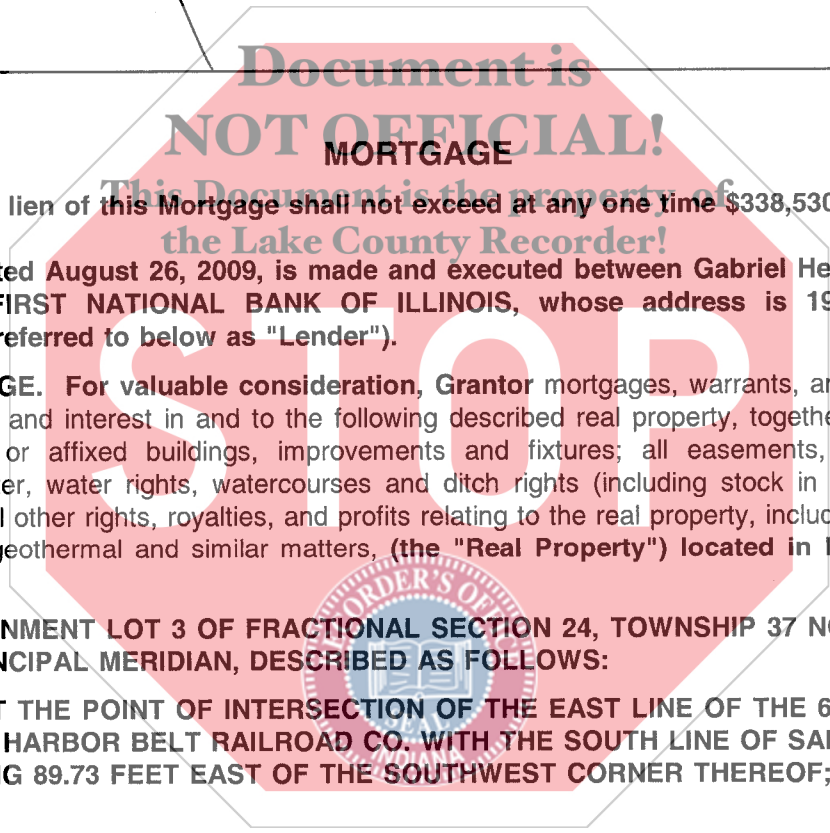 Document is
NOT OFFICIAL!
MORTGAGE
This Document is the property of
lien of this Mortgage shall not exceed at any one time $338,530
the Lake County Recorder!
ted August 26, 2009, is made and executed between Gabriel He
FIRST NATIONAL BANK OF ILLINOIS, whose address is 19
referred to below as "Lender").
STOP
GE. For valuable consideration, Grantor mortgages, warrants, an
and interest in and to the following described real property, togethe
or affixed buildings, improvements and fixtures; all easements,
er, water rights, watercourses and ditch rights (including stock in
l other rights, royalties, and profits relating to the real property, includ
geothermal and similar matters, (the "Real Property") located in
RECORDER'S OFFICE
NMENT LOT 3 OF FRACTIONAL SECTION 24, TOWNSHIP 37 NO
NCIPAL MERIDIAN, DESCRIBED AS FOLLOWS:
T THE POINT OF INTERSECTION OF THE EAST LINE OF THE 6
SEAL
HARBOR BELT RAILROAD CO. WITH THE SOUTH LINE OF SAI
INDIANA
G 89.73 FEET EAST OF THE SOUTHWEST CORNER THEREOF;